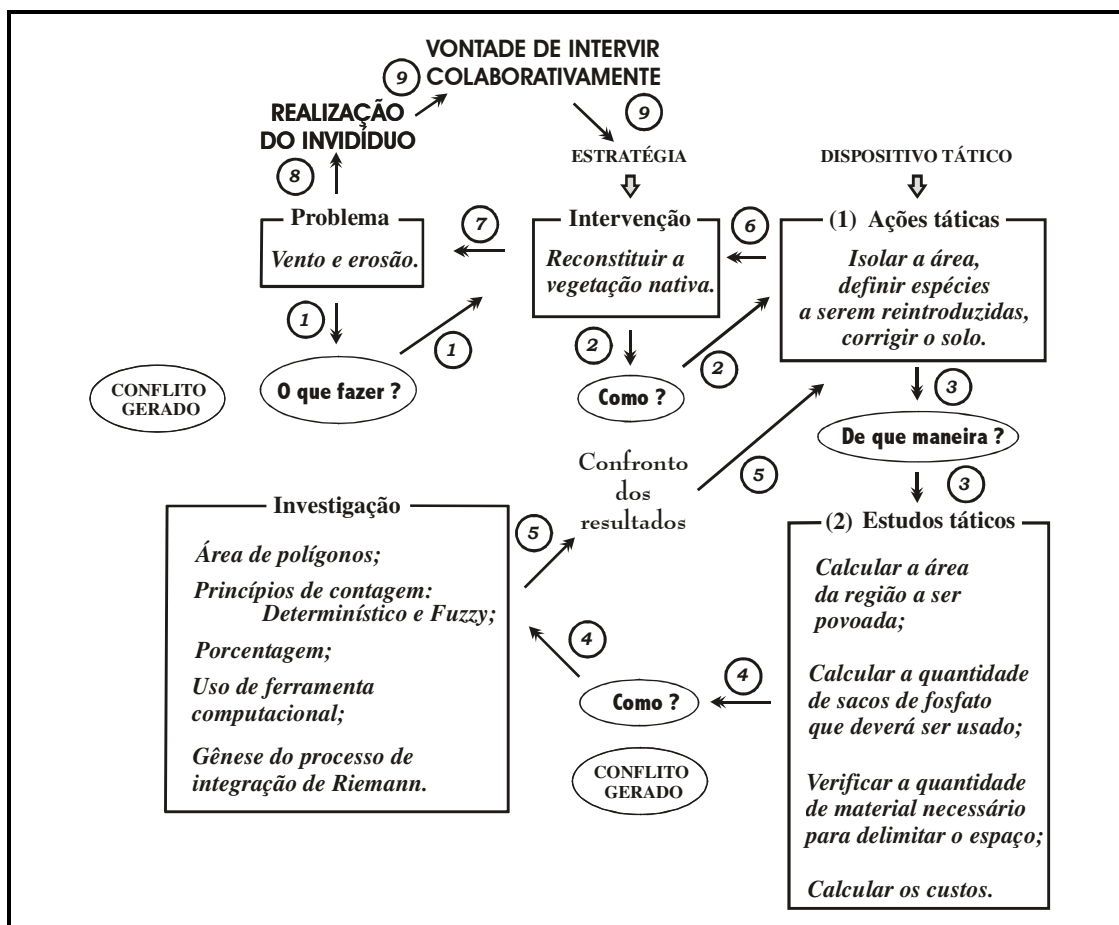 VONTADE DE INTERVIR
COLABORATIVAMENTE
9
9
REALIZAÇÃO
DO INVIDÍDUO
8
ESTRATÉGIA
DISPOSITIVO TÁTICO
Problema
Vento e erosão.
7
Intervenção
Reconstituir a
vegetação nativa.
6
(1) Ações táticas
Isolar a área,
definir espécies
a serem reintroduzidas,
corrigir o solo.
1
1
2
2
3
CONFLITO
GERADO
O que fazer ?
Como ?
De que maneira ?
3
Confronto
dos
resultados
5
5
Investigação
Área de polígonos;
Princípios de contagem:
Determinístico e Fuzzy;
Porcentagem;
Uso de ferramenta
computacional;
Gênese do processo de
integração de Riemann.
4
Como ?
4
CONFLITO
GERADO
(2) Estudos táticos
Calcular a área
da região a ser
povoada;
Calcular a quantidade
de sacos de fosfato
que deverá ser usado;
Verificar a quantidade
de material necessário
para delimitar o espaço;
Calcular os custos.